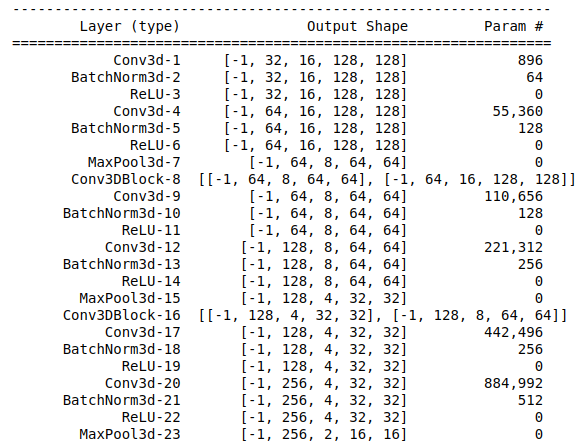 ----------------------------------------------------------------
Layer (type) Output Shape Param #
================================================================
Conv3d-1 [-1, 32, 16, 128, 128] 896
BatchNorm3d-2 [-1, 32, 16, 128, 128] 64
ReLU-3 [-1, 32, 16, 128, 128] 0
Conv3d-4 [-1, 64, 16, 128, 128] 55,360
BatchNorm3d-5 [-1, 64, 16, 128, 128] 128
ReLU-6 [-1, 64, 16, 128, 128] 0
MaxPool3d-7 [-1, 64, 8, 64, 64] 0
Conv3DBlock-8 [[-1, 64, 8, 64, 64], [-1, 64, 16, 128, 128]]
Conv3d-9 [-1, 64, 8, 64, 64] 110,656
BatchNorm3d-10 [-1, 64, 8, 64, 64] 128
ReLU-11 [-1, 64, 8, 64, 64] 0
Conv3d-12 [-1, 128, 8, 64, 64] 221,312
BatchNorm3d-13 [-1, 128, 8, 64, 64] 256
ReLU-14 [-1, 128, 8, 64, 64] 0
MaxPool3d-15 [-1, 128, 4, 32, 32] 0
Conv3DBlock-16 [[-1, 128, 4, 32, 32], [-1, 128, 8, 64, 64]]
Conv3d-17 [-1, 128, 4, 32, 32] 442,496
BatchNorm3d-18 [-1, 128, 4, 32, 32] 256
ReLU-19 [-1, 128, 4, 32, 32] 0
Conv3d-20 [-1, 256, 4, 32, 32] 884,992
BatchNorm3d-21 [-1, 256, 4, 32, 32] 512
ReLU-22 [-1, 256, 4, 32, 32] 0
MaxPool3d-23 [-1, 256, 2, 16, 16] 0